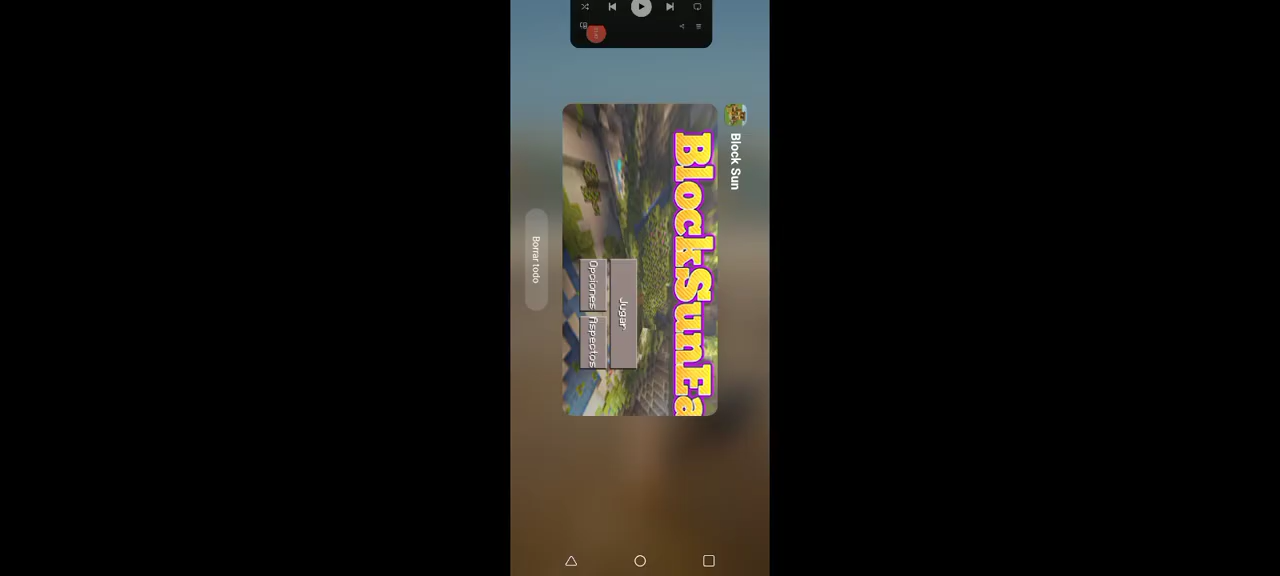 Block Sun
BlockSunEa
Jugar
Opciones
Aspectos
Borrar todo